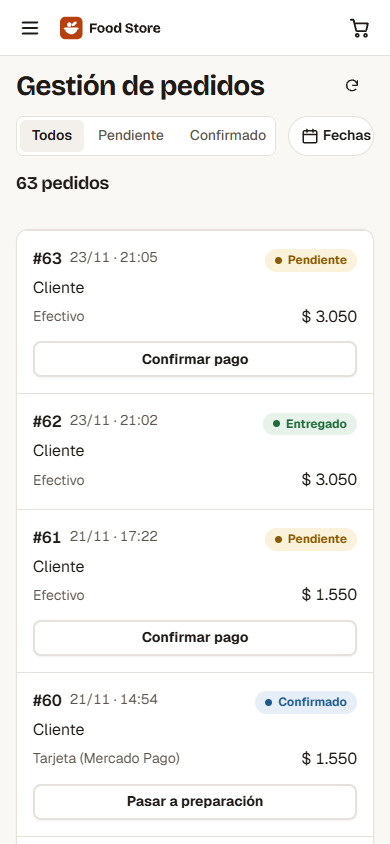 Food Store
Gestión de pedidos
Todos Pendiente Confirmado Fechas
63 pedidos
#63 23/11 · 21:05 Pendiente
Cliente
Efectivo $ 3.050
Confirmar pago
#62 23/11 · 21:02 Entregado
Cliente
Efectivo $ 3.050
#61 21/11 · 17:22 Pendiente
Cliente
Efectivo $ 1.550
Confirmar pago
#60 21/11 · 14:54 Confirmado
Cliente
Tarjeta (Mercado Pago) $ 1.550
Pasar a preparación